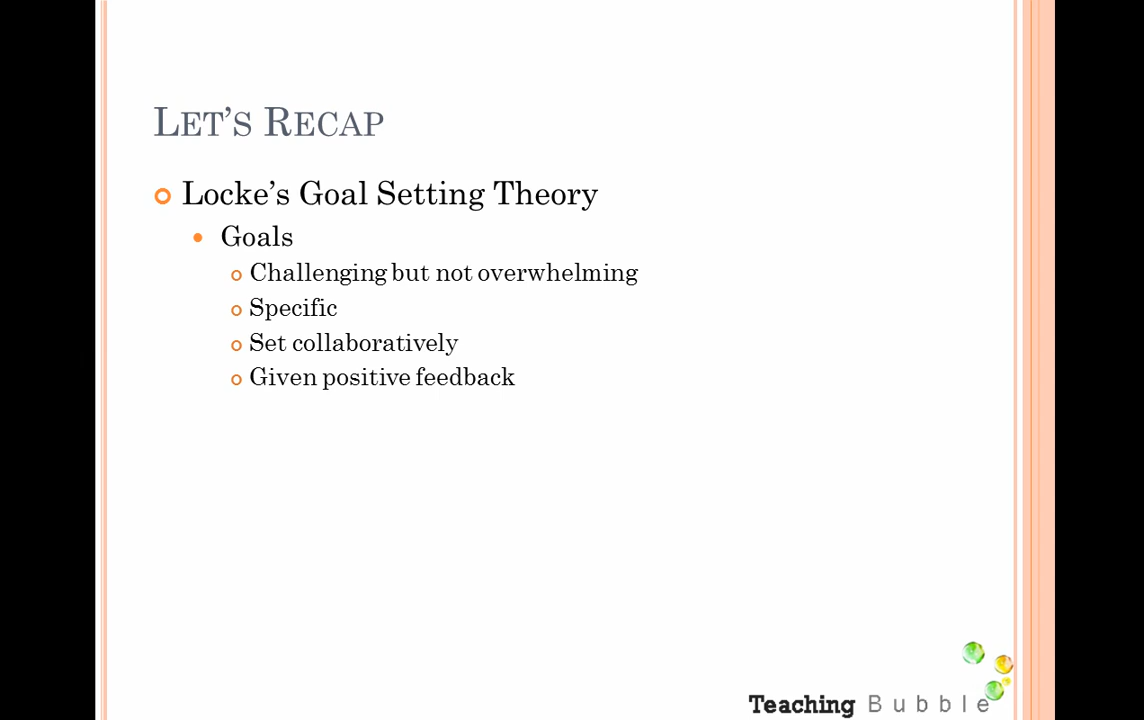 LET'S RECAP
Locke's Goal Setting Theory
Goals
Challenging but not overwhelming
Specific
Set collaboratively
Given positive feedback
Teaching Bubble